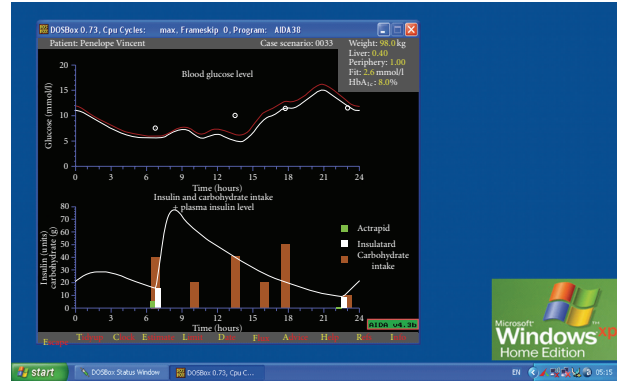 DOSBox 0.73, Cpu Cycles: max, Frameskip 0, Program: AIDA38
Patient: Penelope Vincent Case scenario: 0033 Weight: 98.0 kg
Liver: 0.40
Periphery: 1.00
Fit: 2.6 mmol/l
HbA1c: 8.0%
Blood glucose level
Glucose (mmol/l)
20
15
10
5
0
0 3 6 9 12 15 18 21 24
Time (hours)
Insulin and carbohydrate intake
+ plasma insulin level
Insulin (units)
carbohydrate (g)
80
70
60
50
40
30
20
10
0
Actrapid
Insulatard
Carbohydrate
intake
0 3 6 9 12 15 18 21 24
Time (hours)
AIDA v4.3b
Microsoft
Windows xp
Home Edition
start DOSBox Status Window DOSBox 0.73, Cpu C... EN 05:15